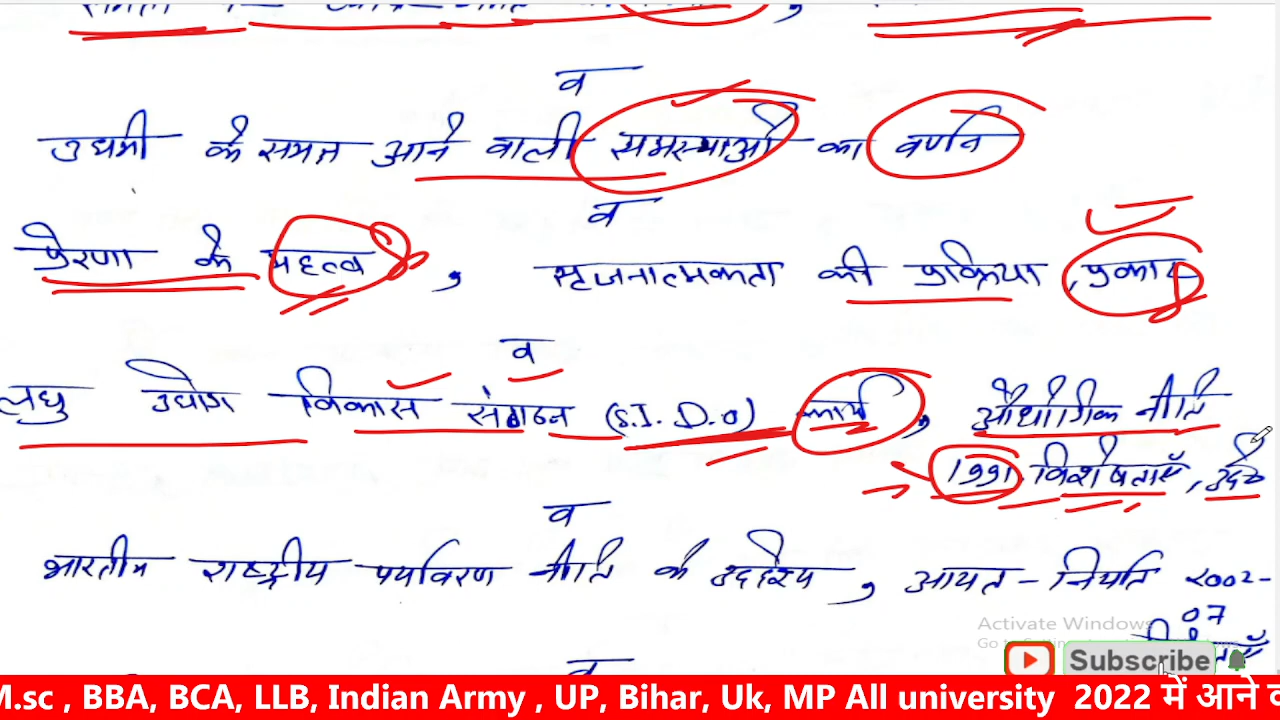 व
उद्यमी के समक्ष आने वाली समस्याओं का वर्णन
व
प्रेरणा के महत्व , सृजनात्मकता की प्रक्रिया , प्रकार
व
लघु उद्योग विकास संगठन (S.I.D.O) कार्य , औद्योगिक नीति
1991 विशेषताएँ , उद्दे
व
भारतीय राष्ट्रीय पर्यावरण नीति के उद्देश्य , आयत - निर्यात 2002-
07
Activate Windows
व
Subscribe
M.sc , BBA, BCA, LLB, Indian Army , UP, Bihar, Uk, MP All university 2022 में आने